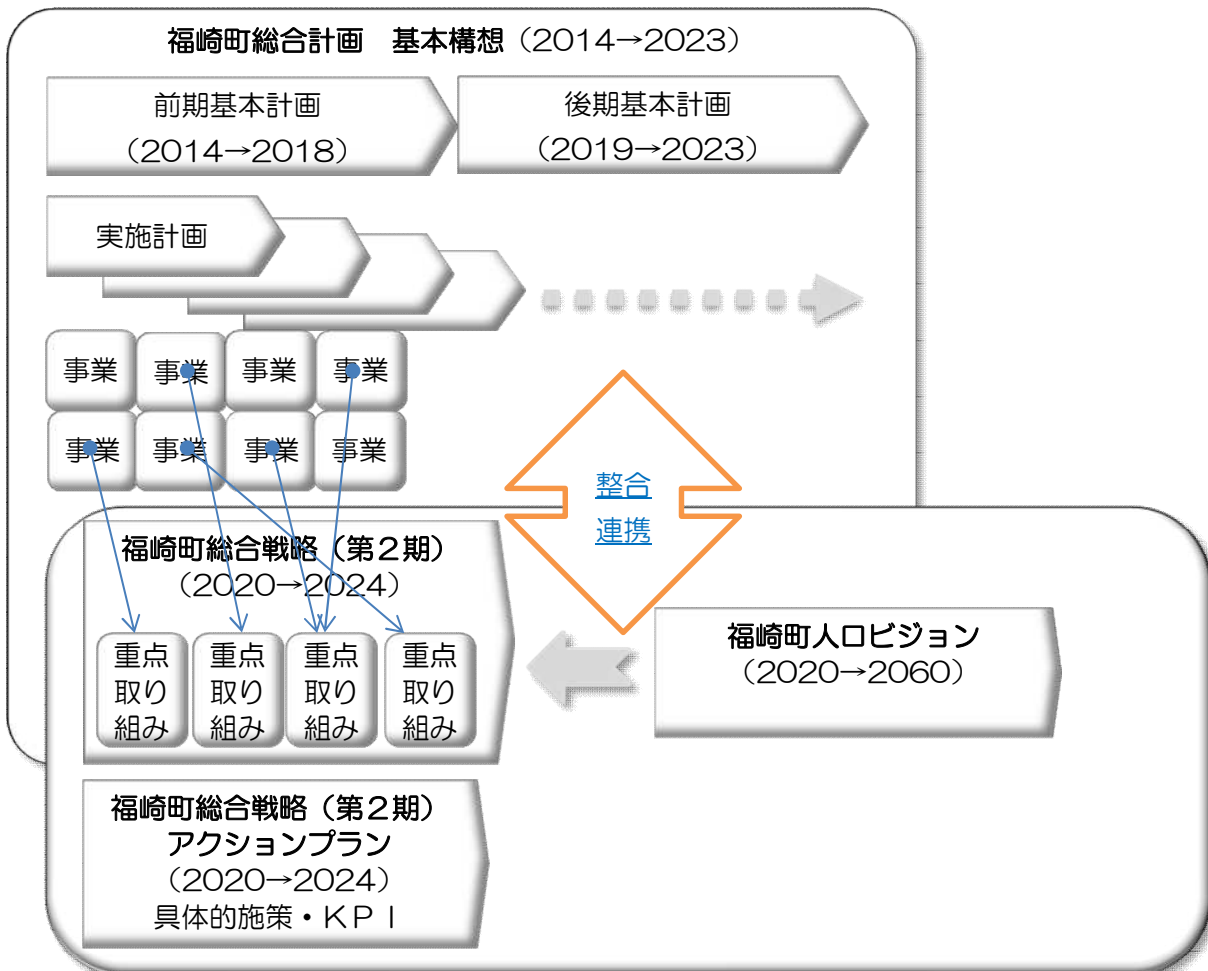 福崎町総合計画　基本構想（2014→2023）
前期基本計画
（2014→2018）
後期基本計画
（2019→2023）
実施計画
事業
事業
事業
事業
事業
事業
事業
事業
整合
連携
福崎町総合戦略（第２期）
（2020→2024）
重点
取り
組み
重点
取り
組み
重点
取り
組み
重点
取り
組み
福崎町人口ビジョン
（2020→2060）
福崎町総合戦略（第２期）
アクションプラン
（2020→2024）
具体的施策・ＫＰＩ